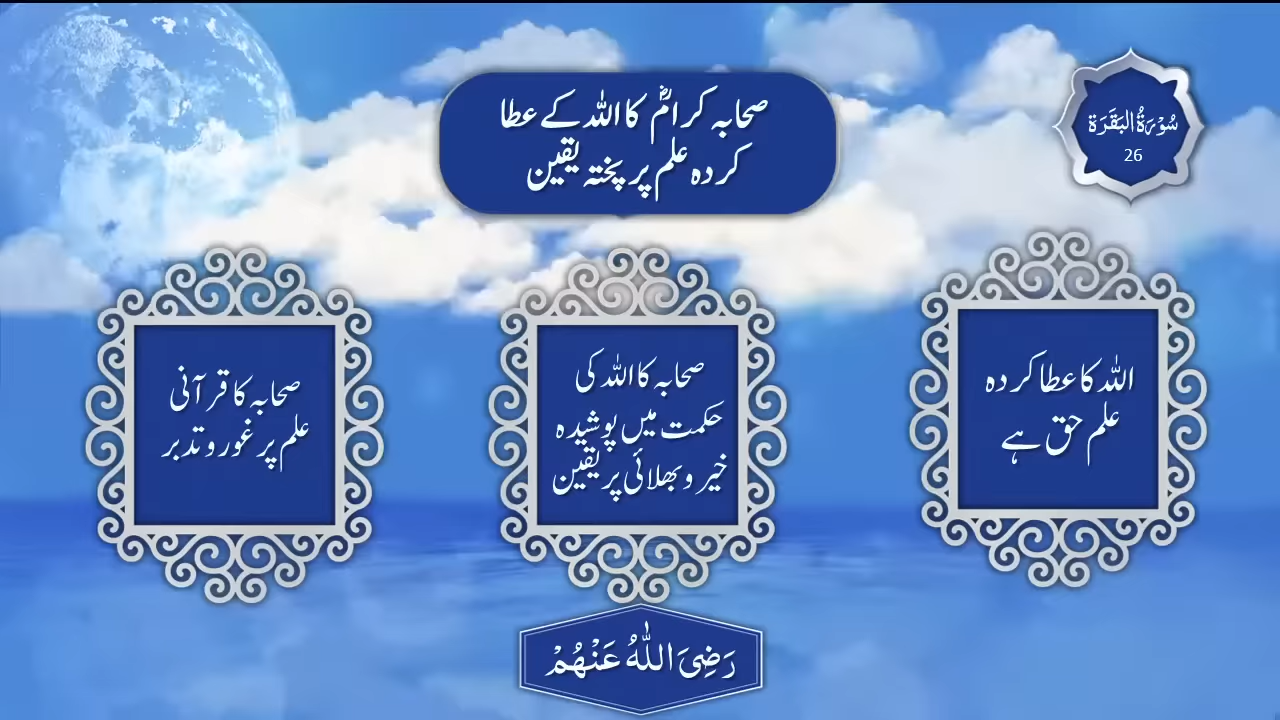 صحابہ کرامؓ کا اللہ کے عطا
کردہ علم پر پختہ یقین
سُوْرَۃُ الْبَقَرَة
26
اللہ کا عطا کردہ
علم حق ہے
صحابہ کا اللہ کی
حکمت میں پوشیدہ
خیر و بھلائی پر یقین
صحابہ کا قرآنی
علم پر غور و تدبر
رَضِیَ اللّٰہُ عَنْھُمْ